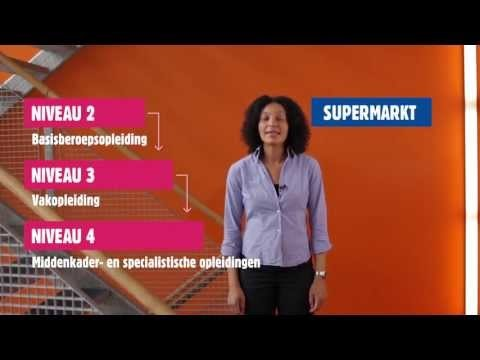 NIVEAU 2
Basisberoepsopleiding
NIVEAU 3
Vakopleiding
NIVEAU 4
Middenkader- en specialistische opleidingen
SUPERMARKT